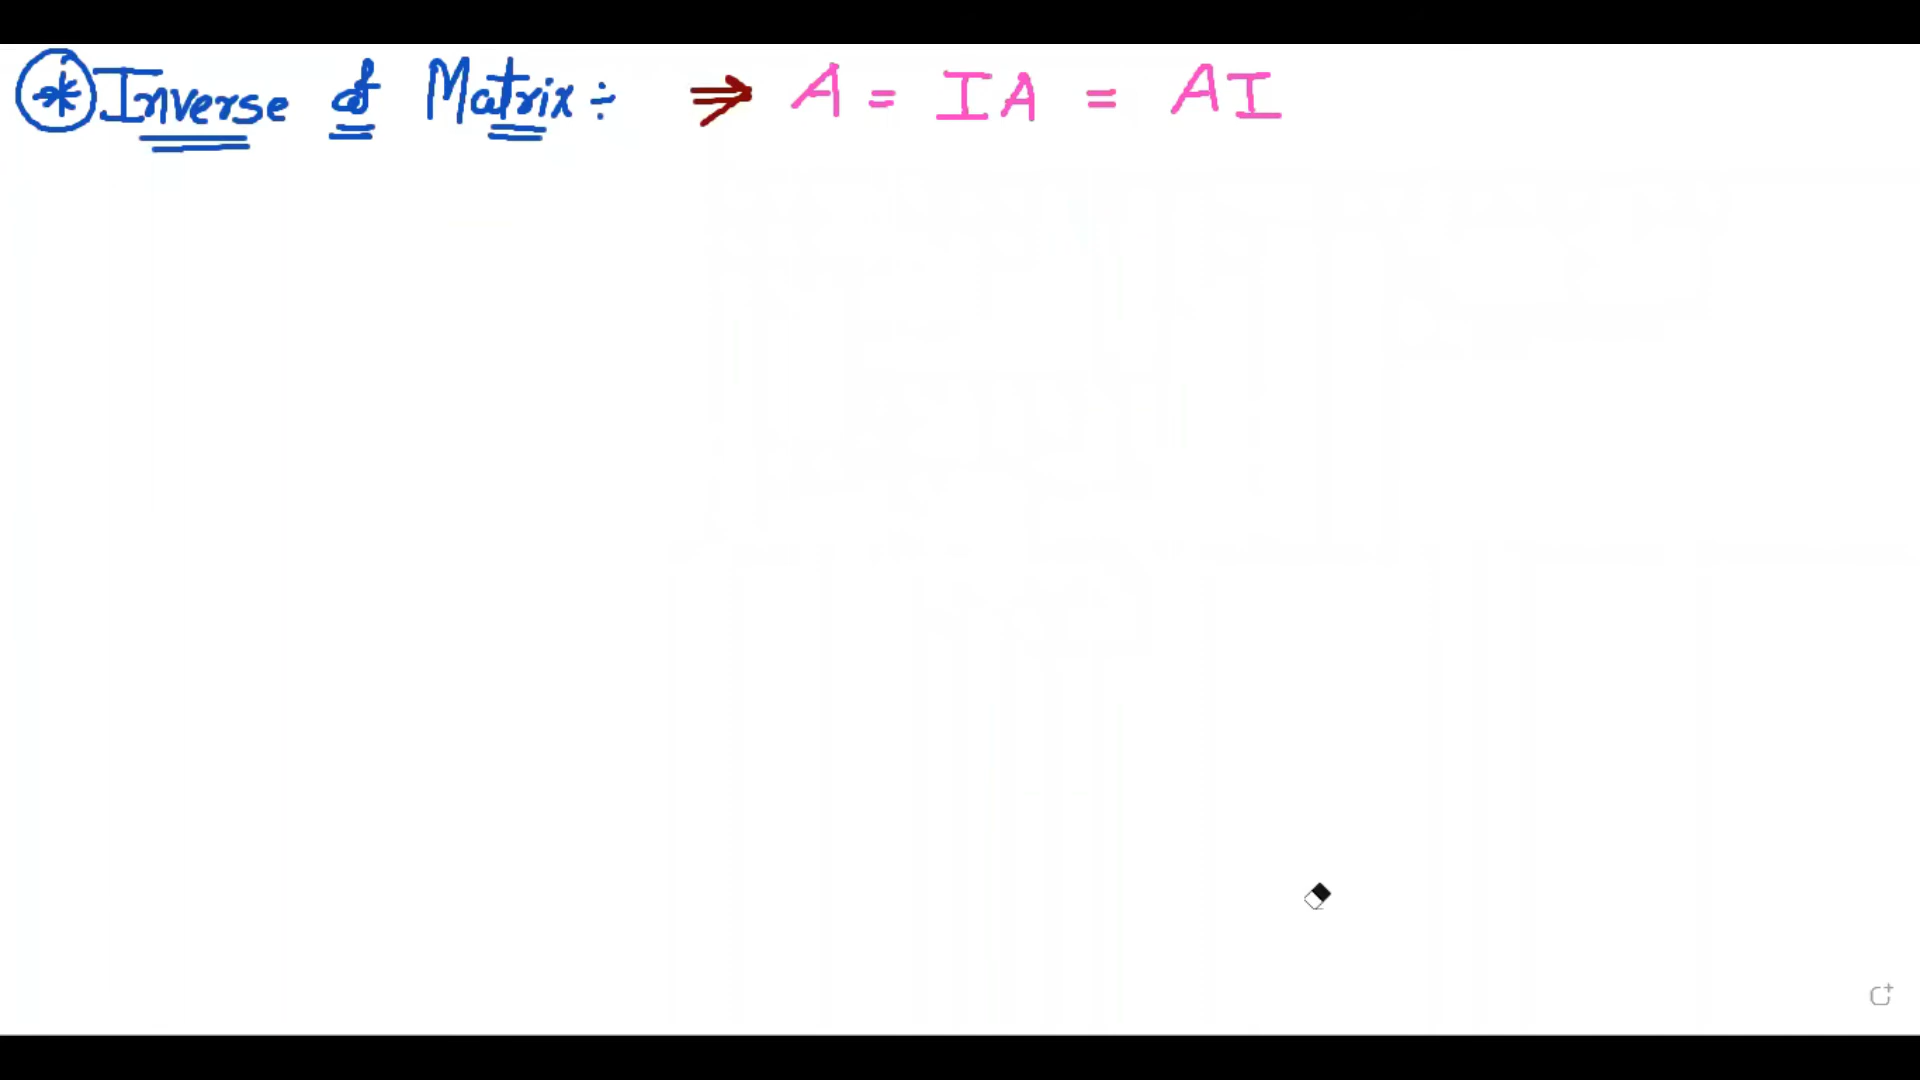 * Inverse of Matrix ÷ ⇒ A = IA = AI